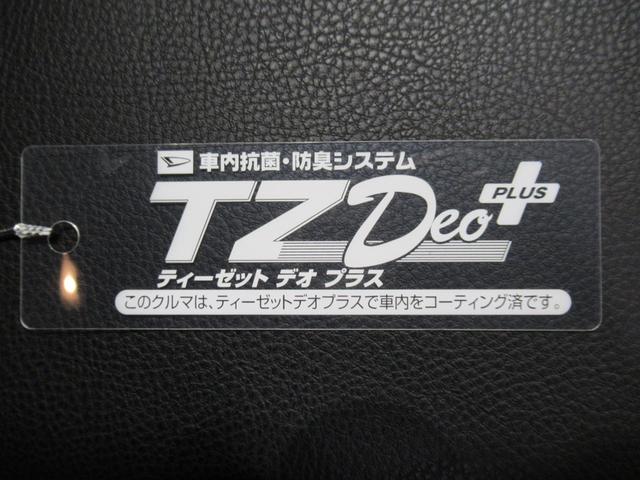 車内抗菌・防臭システム
TZ Deo PLUS
ティーゼット デオ プラス
このクルマは、ティーゼットデオプラスで車内をコーティング済です。